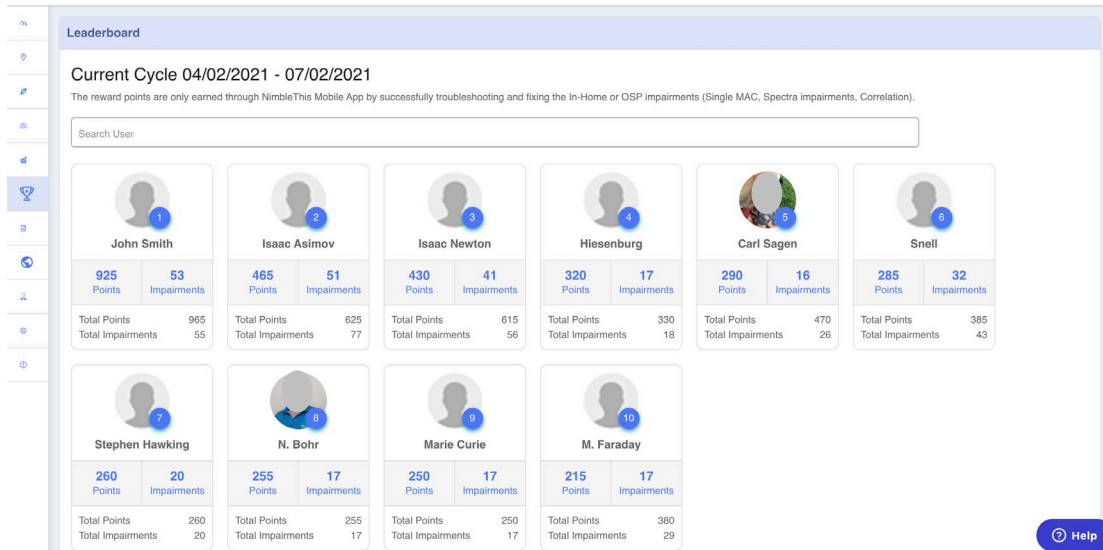 Leaderboard
Current Cycle 04/02/2021 - 07/02/2021
The reward points are only earned through NimbleThis Mobile App by successfully troubleshooting and fixing the In-Home or OSP impairments (Single MAC, Spectra impairments, Correlation).
Search User
1 2 3 4 5 6
John Smith Isaac Asimov Isaac Newton Hiesenburg Carl Sagen Snell
925 53 465 51 430 41 320 17 290 16 285 32
Points Impairments Points Impairments Points Impairments Points Impairments Points Impairments Points Impairments
Total Points 965 Total Points 625 Total Points 615 Total Points 330 Total Points 470 Total Points 385
Total Impairments 55 Total Impairments 77 Total Impairments 56 Total Impairments 18 Total Impairments 26 Total Impairments 43
7 8 9 10
Stephen Hawking N. Bohr Marie Curie M. Faraday
260 20 255 17 250 17 215 17
Points Impairments Points Impairments Points Impairments Points Impairments
Total Points 260 Total Points 255 Total Points 250 Total Points 380
Total Impairments 20 Total Impairments 17 Total Impairments 17 Total Impairments 29
Help